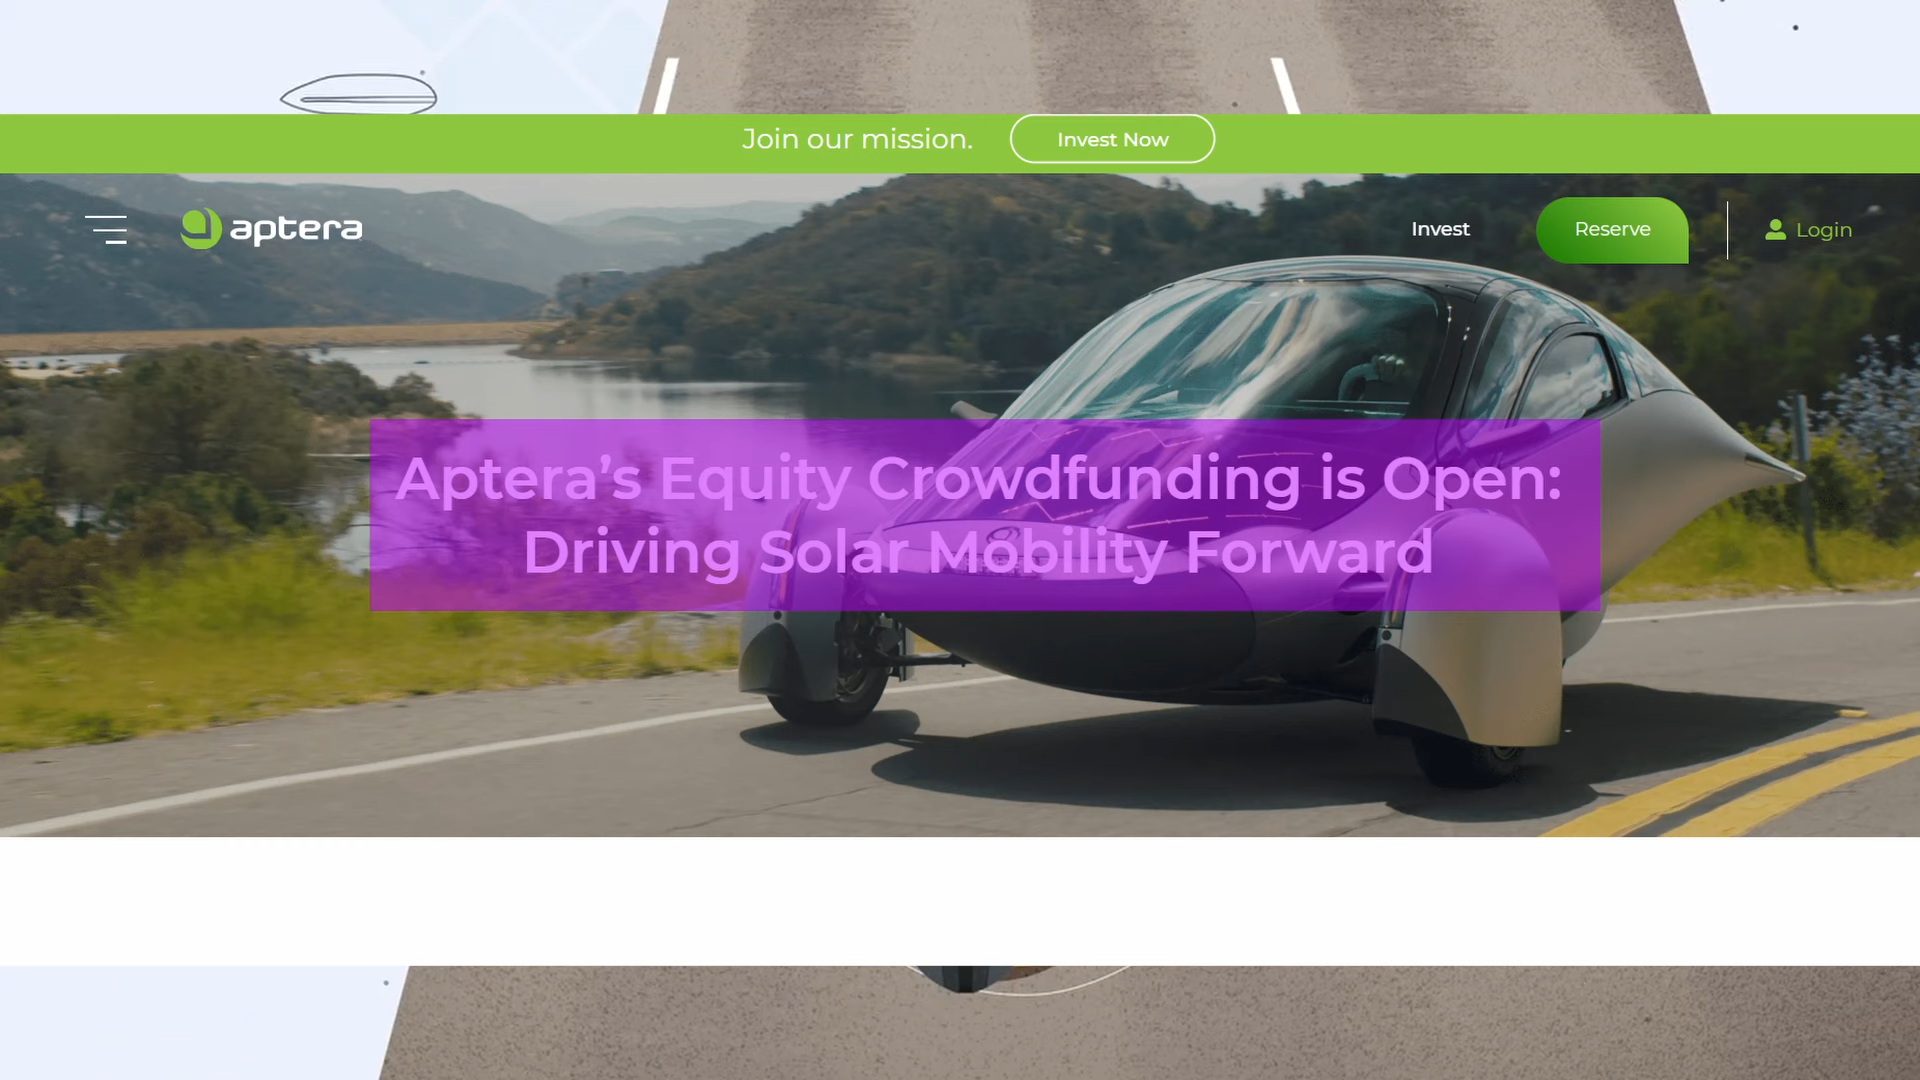 Join our mission.
Invest Now
aptera
Invest
Reserve
Login
Aptera’s Equity Crowdfunding is Open:
Driving Solar Mobility Forward